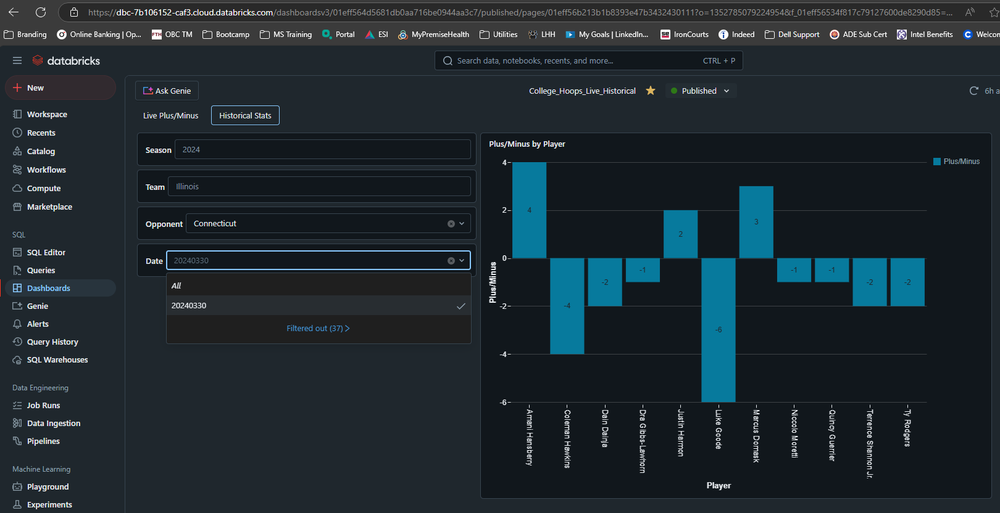 https://dbc-7b106152-caf3.cloud.databricks.com/dashboardsv3/01eff564d5681db0aa716be0944aa3c7/published/pages/01eff56b213b1b8393e47b3432430111?o=1352785079224954&f_01eff56534f817c79127600de8290d85=...
Branding Online Banking | Op... FTH OBC TM Bootcamp MS Training Portal ESI MyPremiseHealth Utilities LHH My Goals | LinkedIn... SE IronCourts Indeed Dell Support ADE Sub Cert Intel Benefits Welcon
databricks
Search data, notebooks, recents, and more... CTRL + P
New
Workspace
Recents
Catalog
Workflows
Compute
Marketplace
SQL
SQL Editor
Queries
Dashboards
Genie
Alerts
Query History
SQL Warehouses
Data Engineering
Job Runs
Data Ingestion
Pipelines
Machine Learning
Playground
Experiments
Ask Genie
College_Hoops_Live_Historical
Published
6h a
Live Plus/Minus
Historical Stats
Season 2024
Team Illinois
Opponent Connecticut
Date 20240330
All
20240330
Filtered out (37) >
Plus/Minus by Player
Plus/Minus
4
2
0
-2
-4
-6
Plus/Minus
4
-4
-2
-1
2
-6
3
-1
-1
-2
-2
Amani Hansberry
Coleman Hawkins
Dain Dainja
Dra Gibbs-Lawhorn
Justin Harmon
Luke Goode
Marcus Domask
Niccolo Moretti
Quincy Guerrier
Terrence Shannon Jr.
Ty Rodgers
Player